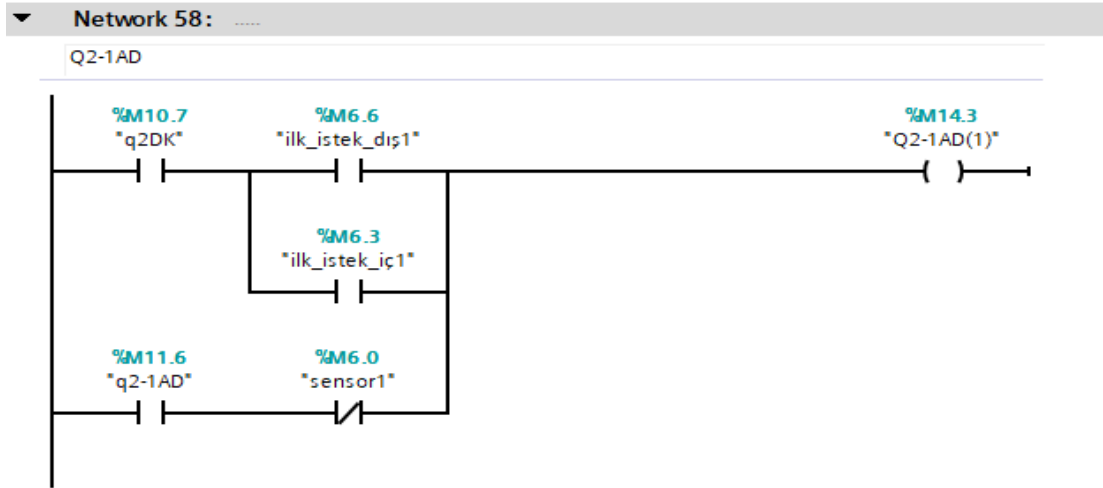 Network 58: .....
Q2-1AD
%M10.7 %M6.6 %M14.3
"q2DK" "ilk_istek_dış1" "Q2-1AD(1)"
%M6.3
"ilk_istek_iç1"
%M11.6 %M6.0
"q2-1AD" "sensor1"